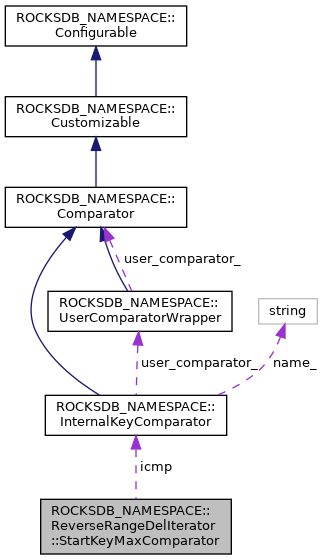 ROCKSDB_NAMESPACE::
Configurable
ROCKSDB_NAMESPACE::
Customizable
ROCKSDB_NAMESPACE::
Comparator
user_comparator_
ROCKSDB_NAMESPACE::
UserComparatorWrapper
string
user_comparator_
name_
ROCKSDB_NAMESPACE::
InternalKeyComparator
icmp
ROCKSDB_NAMESPACE::
ReverseRangeDelIterator
::StartKeyMaxComparator